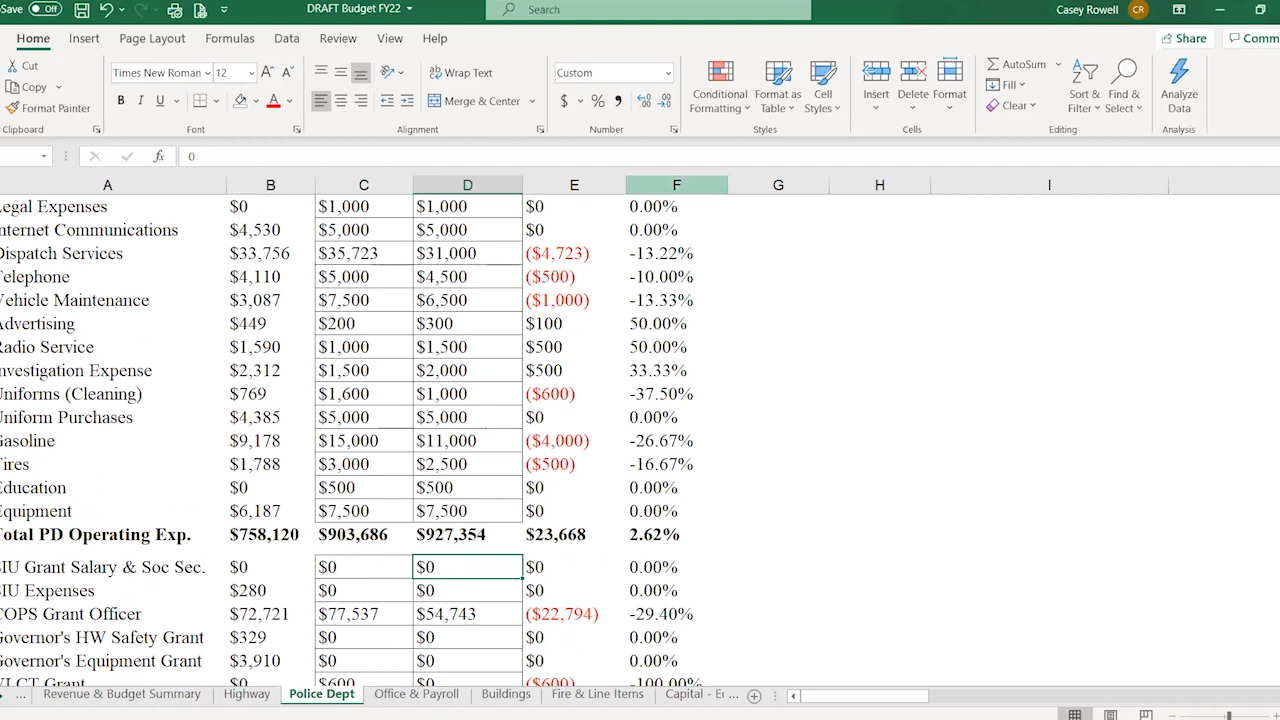 Save Off DRAFT Budget FY22 Search Casey Rowell CR
Home Insert Page Layout Formulas Data Review View Help Share Comm
Cut
Copy
Format Painter
Times New Roman 12
B I U A
Wrap Text
Merge & Center
Custom
$ %
Conditional Formatting
Format as Table
Cell Styles
Insert Delete Format
AutoSum
Fill
Clear
Sort & Filter
Find & Select
Analyze Data
Clipboard Font Alignment Number Styles Cells Editing Analysis
fx 0
A B C D E F G H I
Legal Expenses $0 $1,000 $1,000 $0 0.00%
nternet Communications $4,530 $5,000 $5,000 $0 0.00%
Dispatch Services $33,756 $35,723 $31,000 ($4,723) -13.22%
elephone $4,110 $5,000 $4,500 ($500) -10.00%
Vehicle Maintenance $3,087 $7,500 $6,500 ($1,000) -13.33%
Advertising $449 $200 $300 $100 50.00%
Radio Service $1,590 $1,000 $1,500 $500 50.00%
nvestigation Expense $2,312 $1,500 $2,000 $500 33.33%
Uniforms (Cleaning) $769 $1,600 $1,000 ($600) -37.50%
Uniform Purchases $4,385 $5,000 $5,000 $0 0.00%
Gasoline $9,178 $15,000 $11,000 ($4,000) -26.67%
ires $1,788 $3,000 $2,500 ($500) -16.67%
Education $0 $500 $500 $0 0.00%
Equipment $6,187 $7,500 $7,500 $0 0.00%
Total PD Operating Exp. $758,120 $903,686 $927,354 $23,668 2.62%
SIU Grant Salary & Soc Sec. $0 $0 $0 $0 0.00%
SIU Expenses $280 $0 $0 $0 0.00%
COPS Grant Officer $72,721 $77,537 $54,743 ($22,794) -29.40%
Governor's HW Safety Grant $329 $0 $0 $0 0.00%
Governor's Equipment Grant $3,910 $0 $0 $0 0.00%
VLCT Grant $0 $600 $0 ($600) -100.00%
... Revenue & Budget Summary Highway Police Dept Office & Payroll Buildings Fire & Line Items Capital - Ec ...